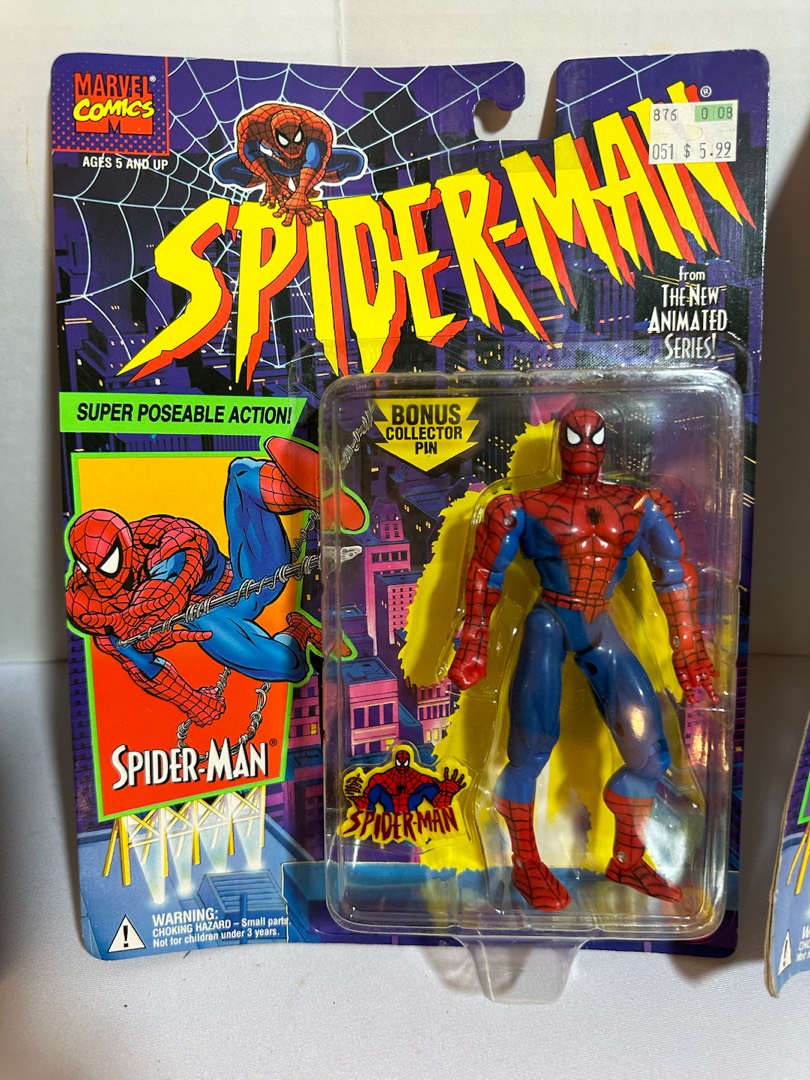 MARVEL®
COMICS
M
AGES 5 AND UP
SPIDER-MAN®
876 0 08
051 $ 5.99
from
THE NEW
ANIMATED
SERIES!
SUPER POSEABLE ACTION!
BONUS
COLLECTOR
PIN
SPIDER-MAN®
SPIDER-MAN
WARNING:
CHOKING HAZARD – Small parts.
Not for children under 3 years.